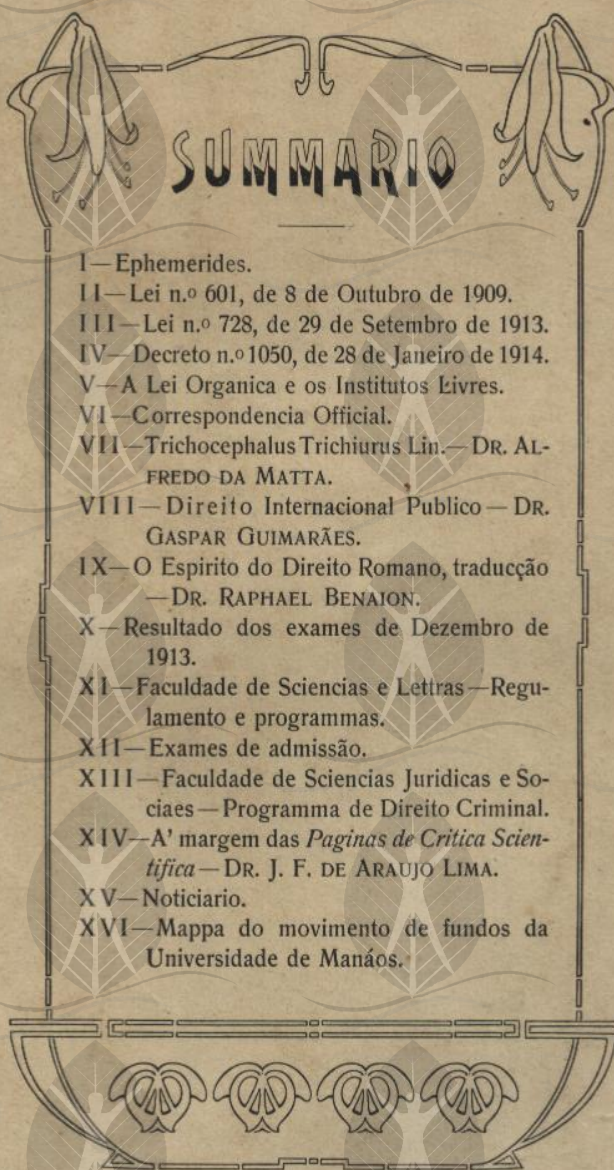 SUMMARIO
I—Ephemerides.
II—Lei n.º 601, de 8 de Outubro de 1909.
III—Lei n.º 728, de 29 de Setembro de 1913.
IV—Decreto n.º 1050, de 28 de Janeiro de 1914.
V—A Lei Organica e os Institutos Livres.
VI—Correspondencia Official.
VII—Trichocephalus Trichiurus Lin.—DR. AL-
FREDO DA MATTA.
VIII—Direito Internacional Publico—DR.
GASPAR GUIMARÃES.
IX—O Espirito do Direito Romano, traducção
—DR. RAPHAEL BENAION.
X—Resultado dos exames de Dezembro de
1913.
XI—Faculdade de Sciencias e Lettras—Regu-
lamento e programmas.
XII—Exames de admissão.
XIII—Faculdade de Sciencias Juridicas e So-
ciaes—Programma de Direito Criminal.
XIV—A' margem das Paginas de Critica Scien-
tifica—DR. J. F. DE ARAUJO LIMA.
XV—Noticiario.
XVI—Mappa do movimento de fundos da
Universidade de Manáos.